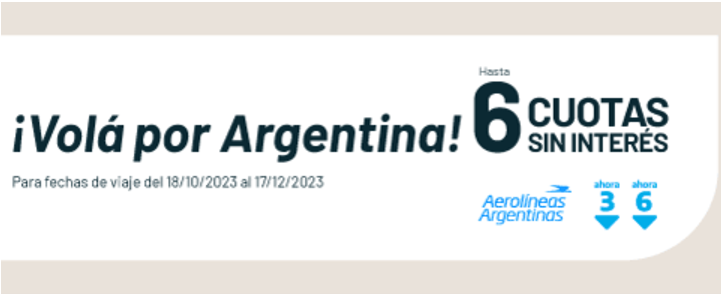 ¡Volá por Argentina!
Para fechas de viaje del 18/10/2023 al 17/12/2023
Hasta
6 CUOTAS
SIN INTERÉS
Aerolíneas
Argentinas
ahora ahora
3 6